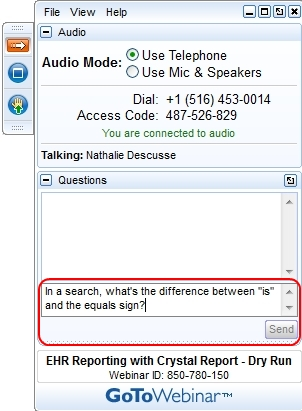 File View Help
Audio
Audio Mode: Use Telephone
Use Mic & Speakers
Dial: +1 (516) 453-0014
Access Code: 487-526-829
You are connected to audio
Talking: Nathalie Descusse
Questions
In a search, what's the difference between "is"
and the equals sign?
Send
EHR Reporting with Crystal Report - Dry Run
Webinar ID: 850-780-150
GoToWebinar™